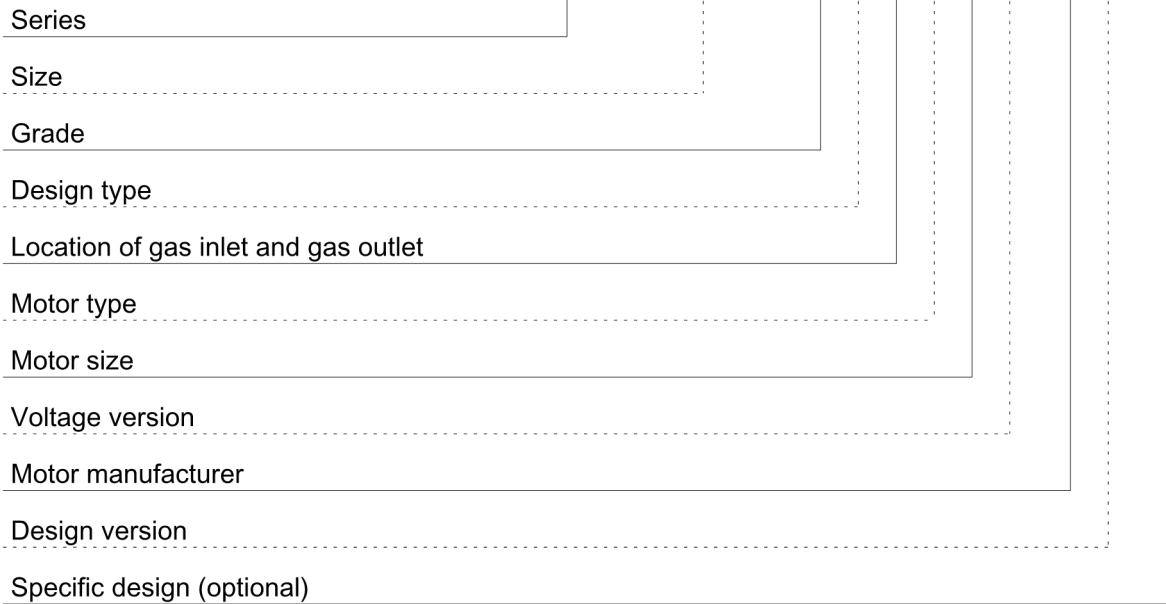 Series
Size
Grade
Design type
Location of gas inlet and gas outlet
Motor type
Motor size
Voltage version
Motor manufacturer
Design version
Specific design (optional)